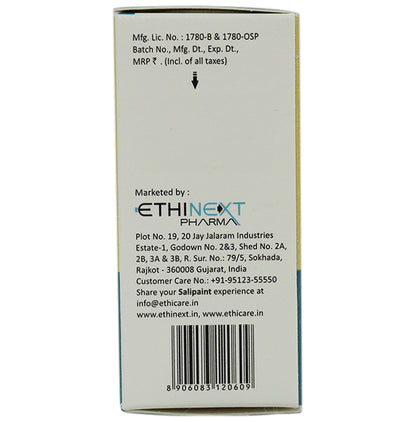 Mfg. Lic. No. : 1780-B & 1780-OSP
Batch No., Mfg. Dt., Exp. Dt.,
MRP ₹ . (Incl. of all taxes)
Marketed by :
ETHINEXT
PHARMA
Plot No. 19, 20 Jay Jalaram Industries
Estate-1, Godown No. 2&3, Shed No. 2A,
2B, 3A & 3B, R. Sur. No.: 79/5, Sokhada,
Rajkot - 360008 Gujarat, India
Customer Care No.: +91-95123-55550
Share your Salipaint experience at
info@ethicare.in
www.ethinext.in, www.ethicare.in
8 906083 120609